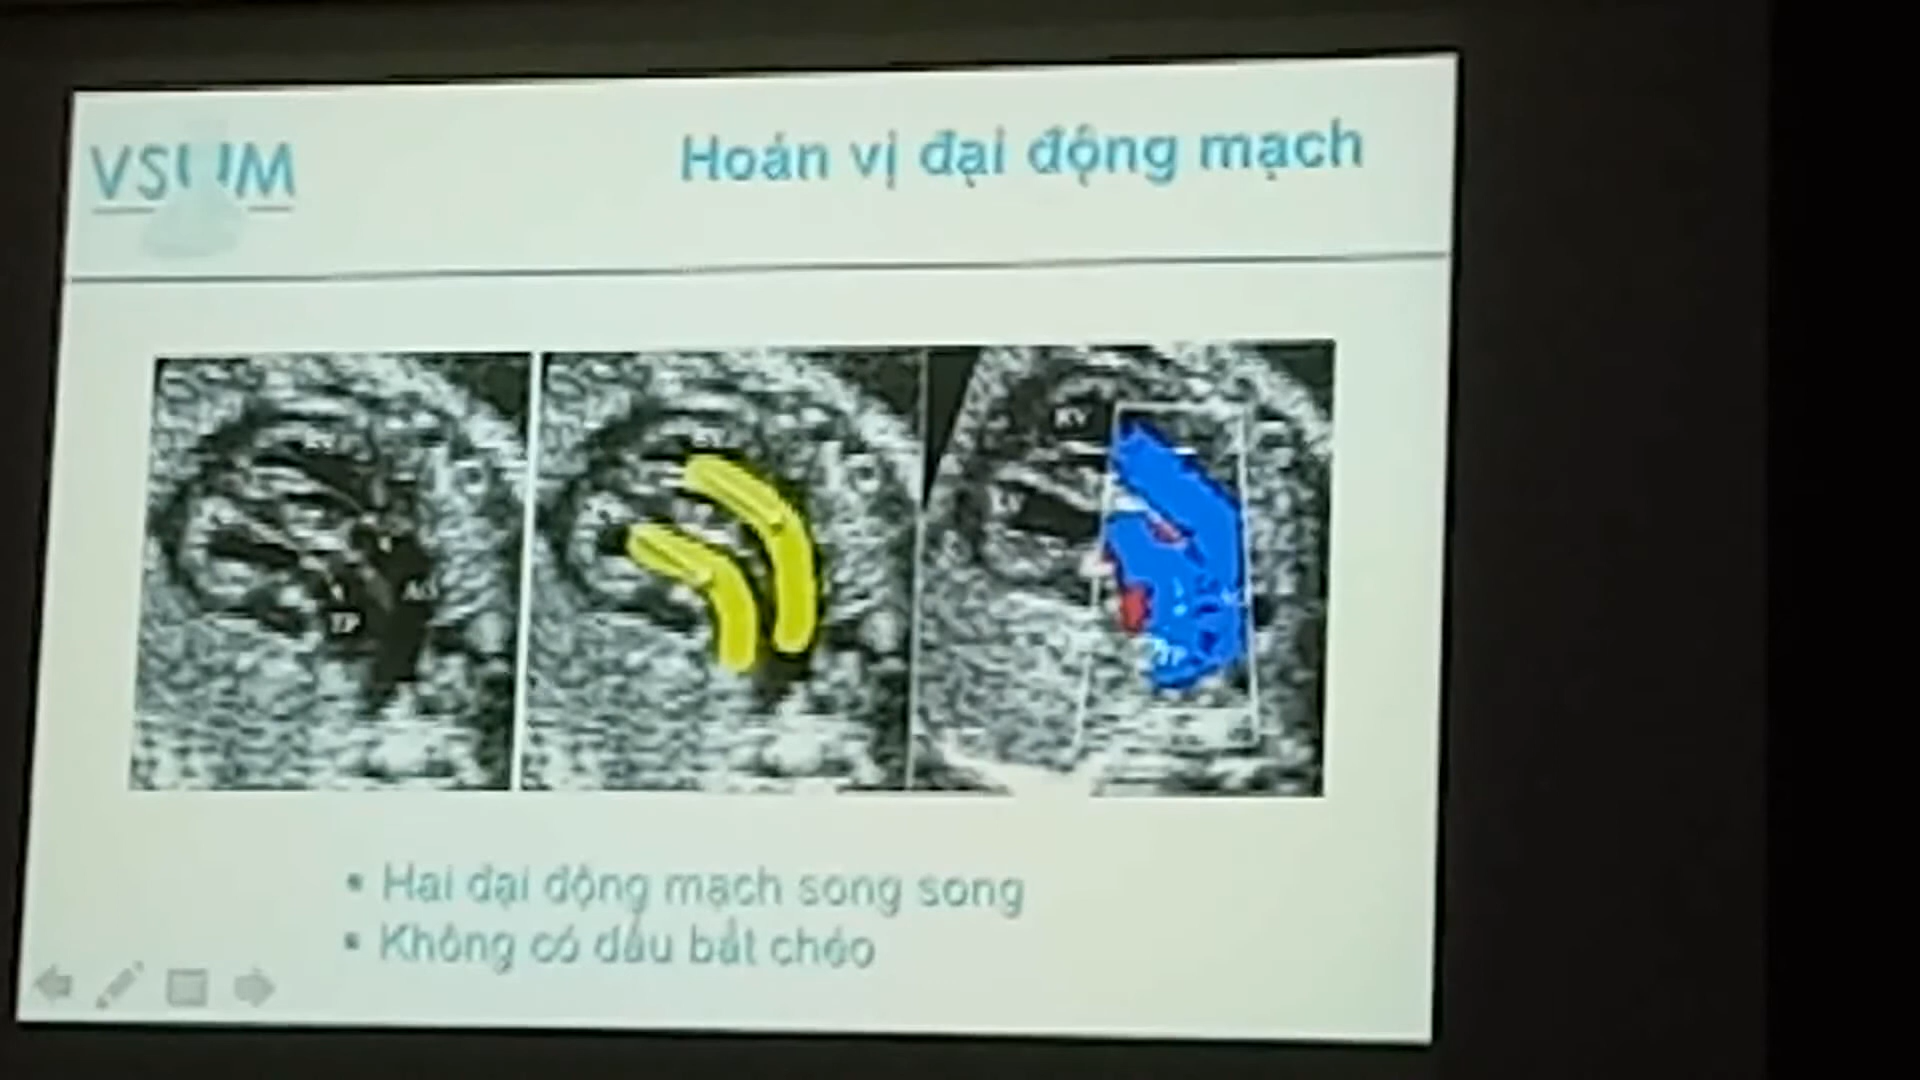 VSUM
Hoán vị đại động mạch
RV
AO
TP
RV
LV
TP
• Hai đại động mạch song song
• Không có dấu bắt chéo